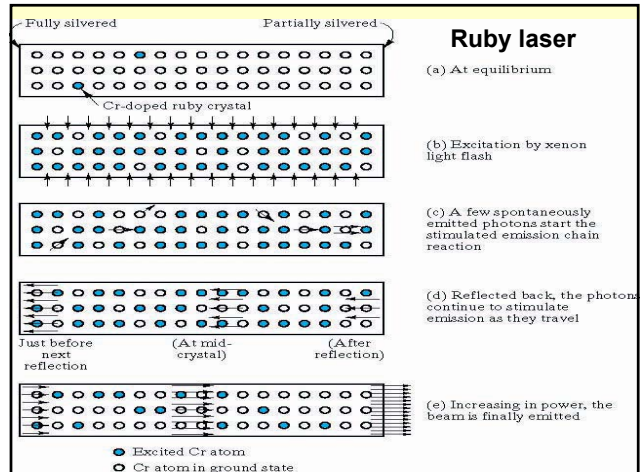 Fully silvered
Partially silvered
Ruby laser
(a) At equilibrium
Cr-doped ruby crystal
(b) Excitation by xenon
light flash
(c) A few spontaneously
emitted photons start the
stimulated emission chain
reaction
(d) Reflected back, the photons
continue to stimulate
emission as they travel
Just before
next
reflection
(At mid-
crystal)
(After
reflection)
(e) Increasing in power, the
beam is finally emitted
Excited Cr atom
Cr atom in ground state